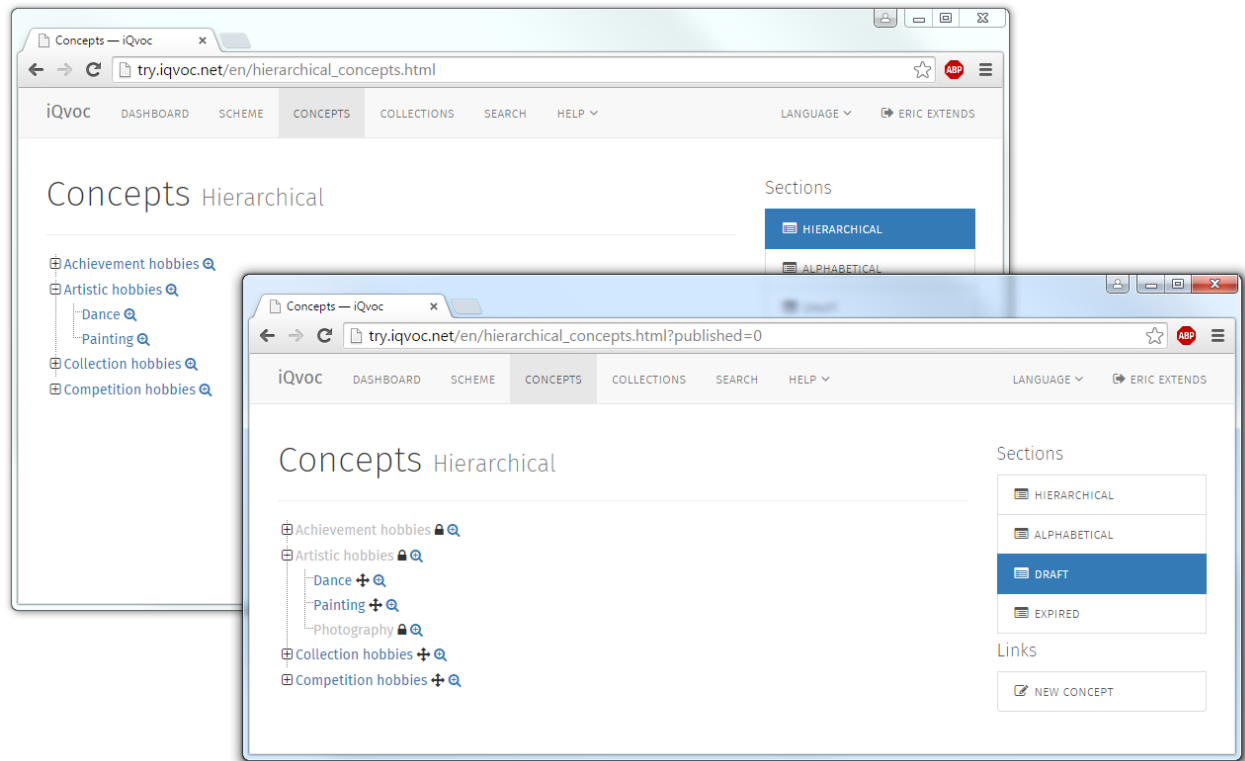 Concepts — iQvoc
try.iqvoc.net/en/hierarchical_concepts.html
ABP
iQvoc DASHBOARD SCHEME CONCEPTS COLLECTIONS SEARCH HELP LANGUAGE ERIC EXTENDS
Concepts Hierarchical
Achievement hobbies
Artistic hobbies
Dance
Painting
Collection hobbies
Competition hobbies
Sections
HIERARCHICAL
ALPHABETICAL
Concepts — iQvoc
try.iqvoc.net/en/hierarchical_concepts.html?published=0
ABP
iQvoc DASHBOARD SCHEME CONCEPTS COLLECTIONS SEARCH HELP LANGUAGE ERIC EXTENDS
Concepts Hierarchical
Achievement hobbies
Artistic hobbies
Dance
Painting
Photography
Collection hobbies
Competition hobbies
Sections
HIERARCHICAL
ALPHABETICAL
DRAFT
EXPIRED
Links
NEW CONCEPT